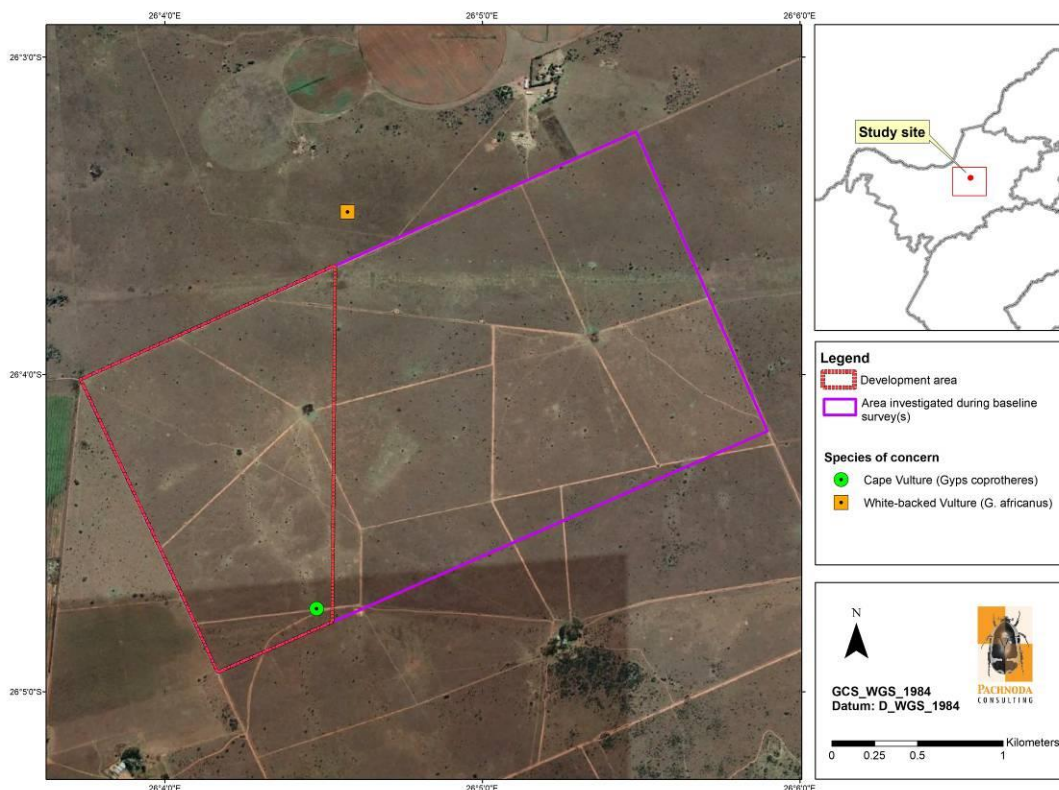 26°4'0"E
26°5'0"E
26°6'0"E
26°3'0"S
26°4'0"S
26°5'0"S
26°4'0"E
26°5'0"E
26°6'0"E
Study site
Legend
Development area
Area investigated during baseline
survey(s)
Species of concern
Cape Vulture (Gyps coprotheres)
White-backed Vulture (G. africanus)
N
PACHNODA
CONSULTING
GCS_WGS_1984
Datum: D_WGS_1984
Kilometers
0 0.25 0.5 1